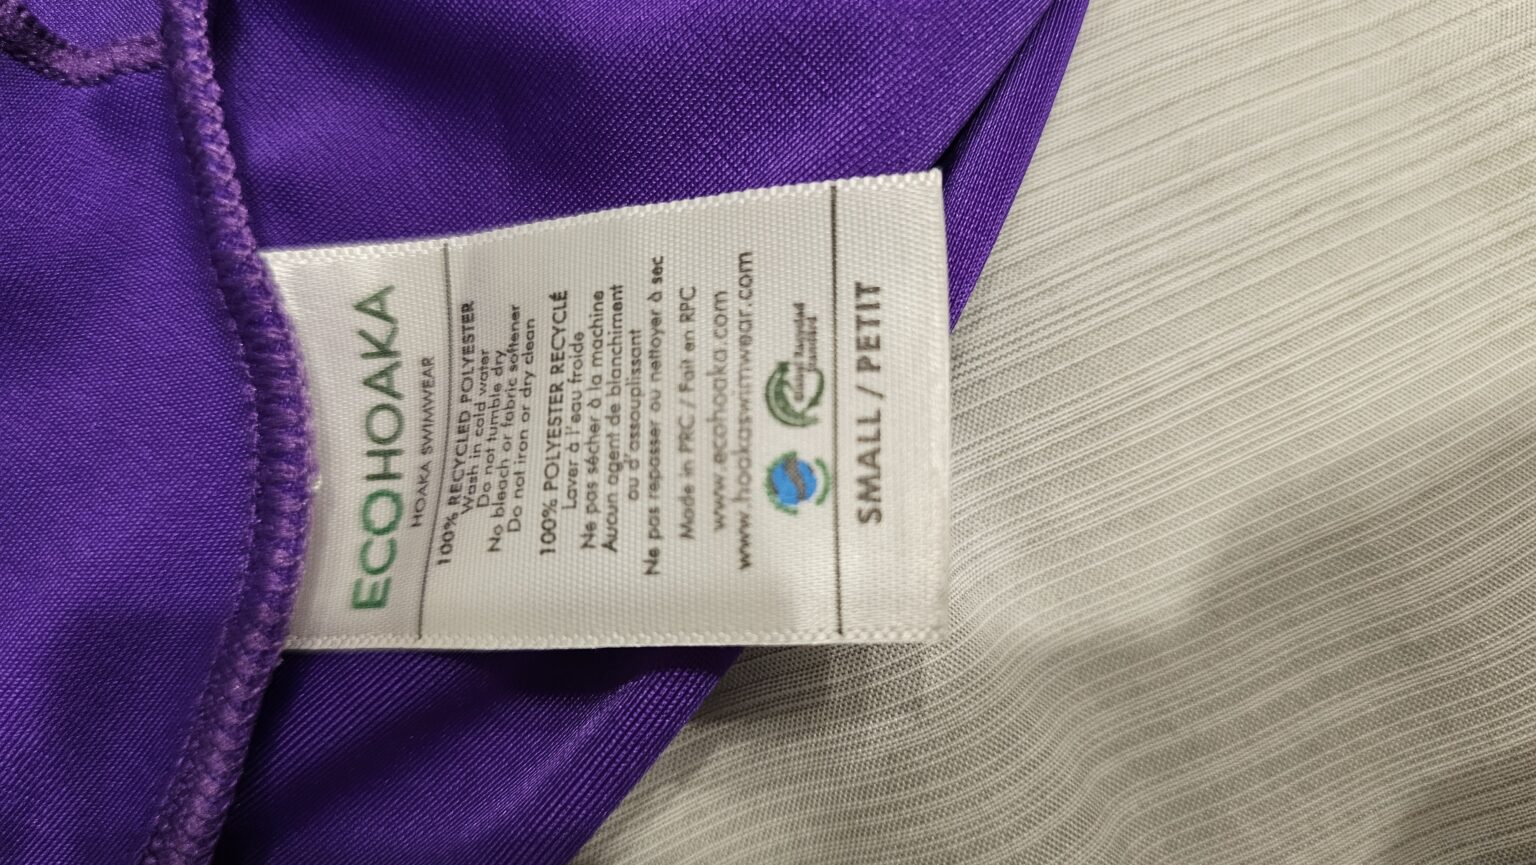 ECOHOAKA
HOAKA SWIMWEAR
100% RECYCLED POLYESTER
Wash in cold water
Do not tumble dry
No bleach or fabric softener
Do not iron or dry clean
100% POLYESTER RECYCLÉ
Laver à l'eau froide
Ne pas sécher à la machine
Aucun agent de blanchiment
ou d'assouplissant
Ne pas repasser ou nettoyer à sec
Made in PRC / Fait en RPC
www.ecohoaka.com
www.hoakaswimwear.com
Global Recycled
Standard
SMALL / PETIT